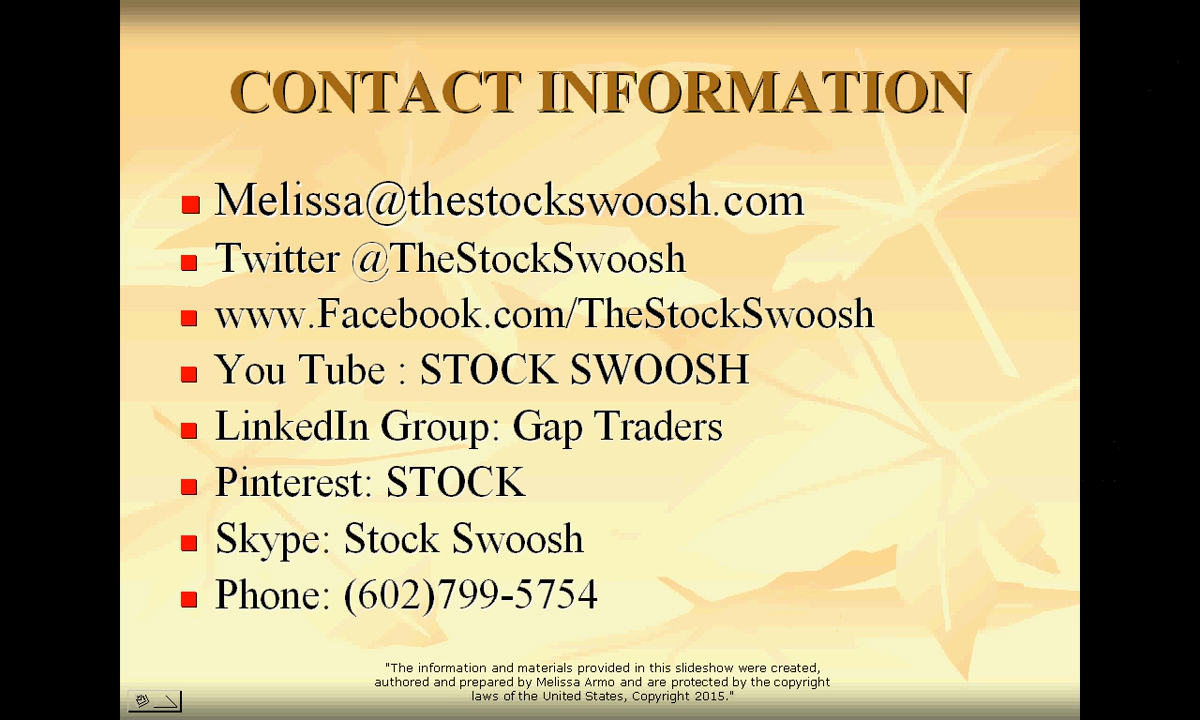 CONTACT INFORMATION
Melissa@thestockswoosh.com
Twitter @TheStockSwoosh
www.Facebook.com/TheStockSwoosh
You Tube : STOCK SWOOSH
LinkedIn Group: Gap Traders
Pinterest: STOCK
Skype: Stock Swoosh
Phone: (602)799-5754
"The information and materials provided in this slideshow were created,
authored and prepared by Melissa Armo and are protected by the copyright
laws of the United States, Copyright 2015."